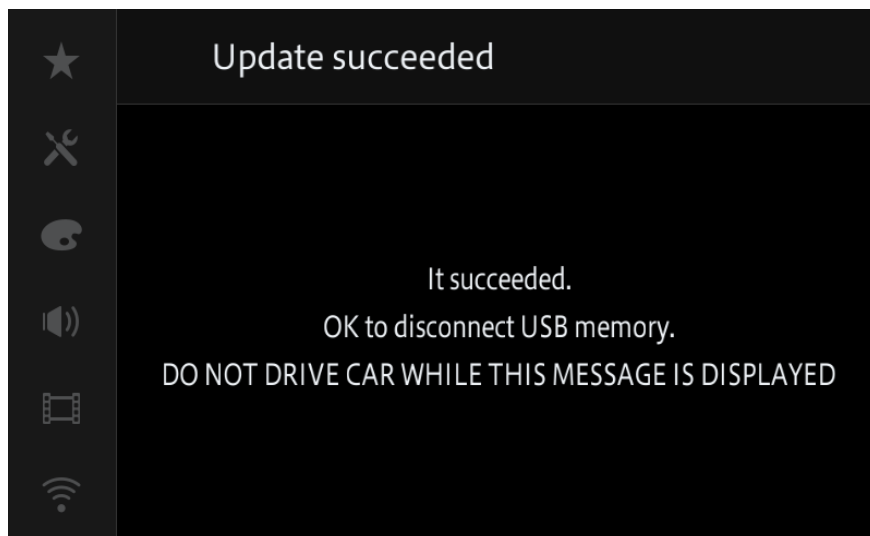 Update succeeded
It succeeded.
OK to disconnect USB memory.
DO NOT DRIVE CAR WHILE THIS MESSAGE IS DISPLAYED